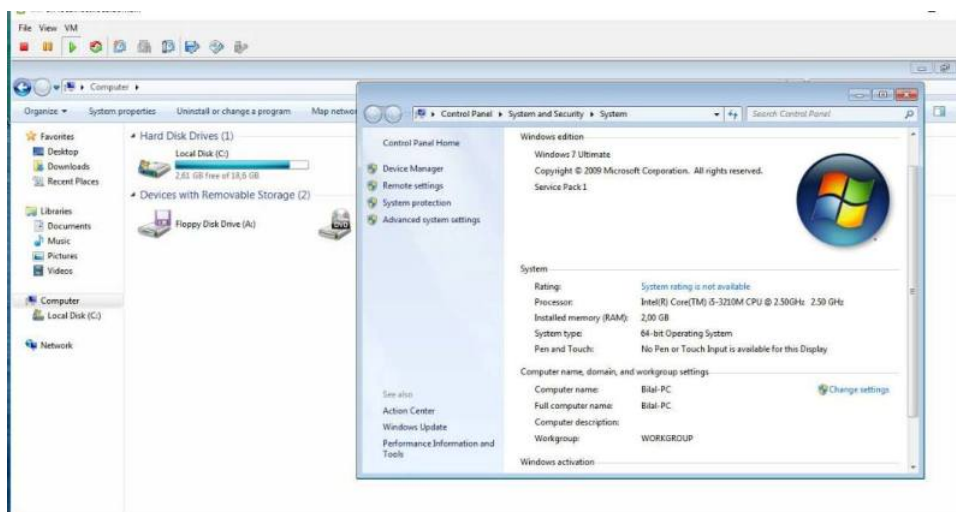 File View VM
Computer
Organize System properties Uninstall or change a program Map networ
Favorites
Desktop
Downloads
Recent Places
Libraries
Documents
Music
Pictures
Videos
Computer
Local Disk (C:)
Network
Hard Disk Drives (1)
Local Disk (C:)
2,61 GB free of 18,6 GB
Devices with Removable Storage (2)
Floppy Disk Drive (A:)
DVD
Control Panel System and Security System
Search Control Panel
Control Panel Home
Device Manager
Remote settings
System protection
Advanced system settings
See also
Action Center
Windows Update
Performance Information and
Tools
Windows edition
Windows 7 Ultimate
Copyright © 2009 Microsoft Corporation. All rights reserved.
Service Pack 1
System
Rating: System rating is not available
Processor: Intel(R) Core(TM) i5-3210M CPU @ 2.50GHz 2.50 GHz
Installed memory (RAM): 2,00 GB
System type: 64-bit Operating System
Pen and Touch: No Pen or Touch Input is available for this Display
Computer name, domain, and workgroup settings
Computer name: Bilal-PC Change settings
Full computer name: Bilal-PC
Computer description:
Workgroup: WORKGROUP
Windows activation